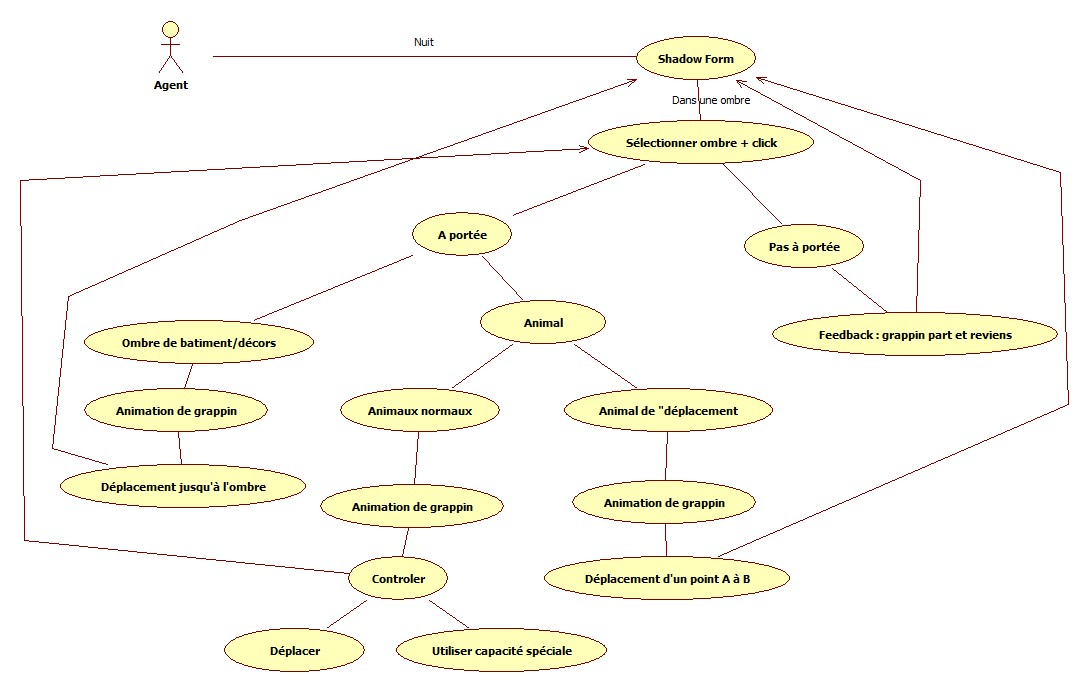 Nuit
Shadow Form
Agent
Dans une ombre
Sélectionner ombre + click
A portée
Pas à portée
Animal
Feedback : grappin part et reviens
Ombre de batiment/décors
Animation de grappin
Animaux normaux
Animal de "déplacement
Déplacement jusqu'à l'ombre
Animation de grappin
Animation de grappin
Controler
Déplacement d'un point A à B
Déplacer
Utiliser capacité spéciale